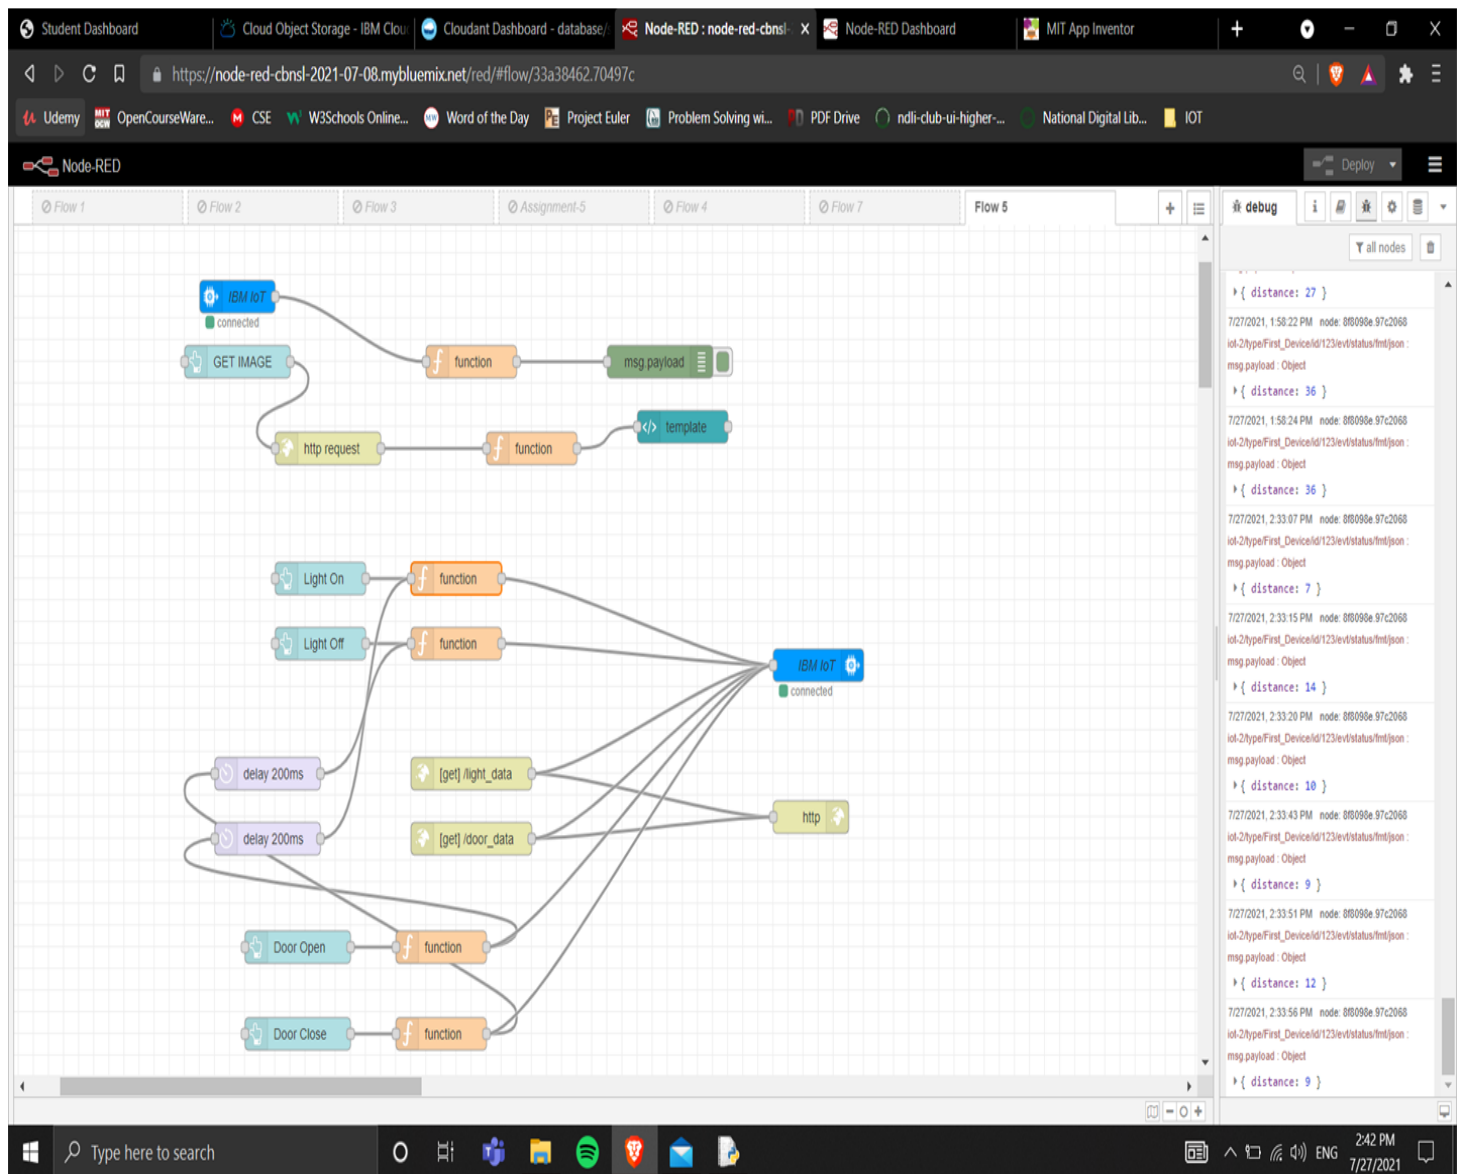 Student Dashboard
Cloud Object Storage - IBM Clou
Cloudant Dashboard - database/
Node-RED : node-red-cbnsl-
Node-RED Dashboard
MIT App Inventor
https://node-red-cbnsl-2021-07-08.mybluemix.net/red/#flow/33a38462.70497c
Udemy
MIT OCW
OpenCourseWare...
CSE
W3Schools Online...
Word of the Day
PE
Project Euler
Problem Solving wi...
PDF Drive
ndli-club-ui-higher-...
National Digital Lib...
IOT
Node-RED
Deploy
Flow 1
Flow 2
Flow 3
Assignment-5
Flow 4
Flow 7
Flow 5
debug
all nodes
IBM IoT
connected
GET IMAGE
function
msg.payload
http request
function
template
Light On
function
Light Off
function
IBM IoT
connected
delay 200ms
[get] /light_data
http
delay 200ms
[get] /door_data
Door Open
function
Door Close
function
{ distance: 27 }
7/27/2021, 1:58:22 PM node: 8f8098e.97c2068
iot-2/type/First_Device/id/123/evt/status/fmt/json :
msg.payload : Object
{ distance: 36 }
7/27/2021, 1:58:24 PM node: 8f8098e.97c2068
iot-2/type/First_Device/id/123/evt/status/fmt/json :
msg.payload : Object
{ distance: 36 }
7/27/2021, 2:33:07 PM node: 8f8098e.97c2068
iot-2/type/First_Device/id/123/evt/status/fmt/json :
msg.payload : Object
{ distance: 7 }
7/27/2021, 2:33:15 PM node: 8f8098e.97c2068
iot-2/type/First_Device/id/123/evt/status/fmt/json :
msg.payload : Object
{ distance: 14 }
7/27/2021, 2:33:20 PM node: 8f8098e.97c2068
iot-2/type/First_Device/id/123/evt/status/fmt/json :
msg.payload : Object
{ distance: 10 }
7/27/2021, 2:33:43 PM node: 8f8098e.97c2068
iot-2/type/First_Device/id/123/evt/status/fmt/json :
msg.payload : Object
{ distance: 9 }
7/27/2021, 2:33:51 PM node: 8f8098e.97c2068
iot-2/type/First_Device/id/123/evt/status/fmt/json :
msg.payload : Object
{ distance: 12 }
7/27/2021, 2:33:56 PM node: 8f8098e.97c2068
iot-2/type/First_Device/id/123/evt/status/fmt/json :
msg.payload : Object
{ distance: 9 }
Type here to search
ENG
2:42 PM
7/27/2021